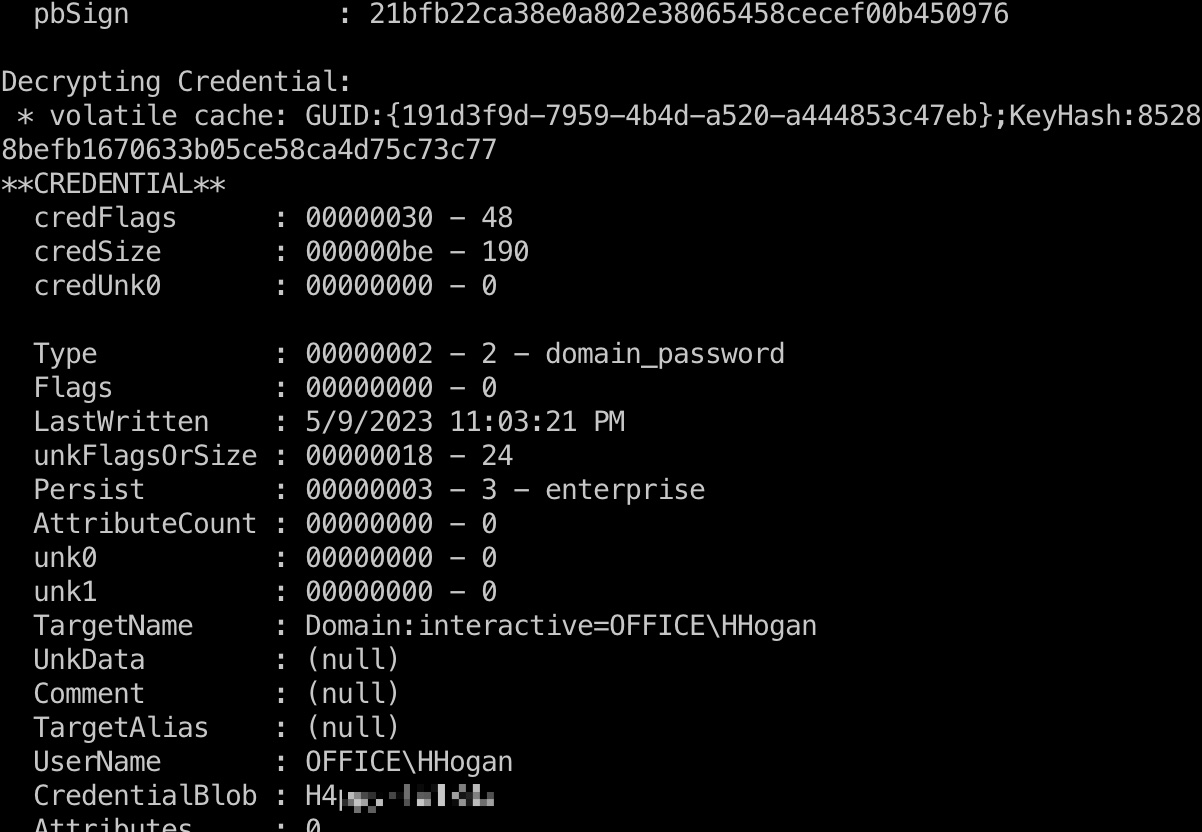 pbSign : 21bfb22ca38e0a802e38065458cecef00b450976
Decrypting Credential:
* volatile cache: GUID:{191d3f9d-7959-4b4d-a520-a444853c47eb};KeyHash:8528
8befb1670633b05ce58ca4d75c73c77
**CREDENTIAL**
credFlags : 00000030 - 48
credSize : 000000be - 190
credUnk0 : 00000000 - 0
Type : 00000002 - 2 - domain_password
Flags : 00000000 - 0
LastWritten : 5/9/2023 11:03:21 PM
unkFlagsOrSize : 00000018 - 24
Persist : 00000003 - 3 - enterprise
AttributeCount : 00000000 - 0
unk0 : 00000000 - 0
unk1 : 00000000 - 0
TargetName : Domain:interactive=OFFICE\HHogan
UnkData : (null)
Comment : (null)
TargetAlias : (null)
UserName : OFFICE\HHogan
CredentialBlob :
Attributes : 0